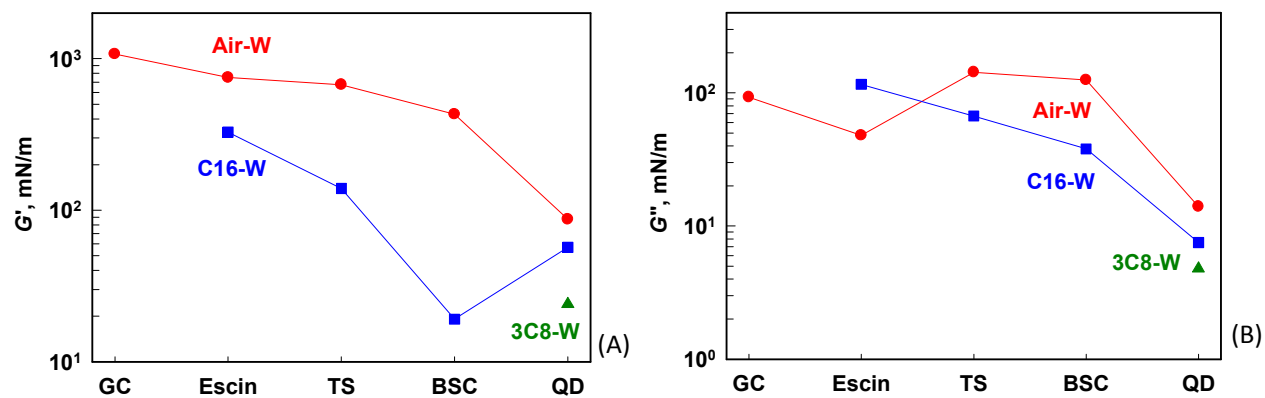 10³
Air-W
C16-W
10²
G', mN/m
3C8-W
10¹
GC Escin TS BSC QD
(A)
10²
Air-W
C16-W
G'', mN/m
10¹
3C8-W
10⁰
GC Escin TS BSC QD
(B)